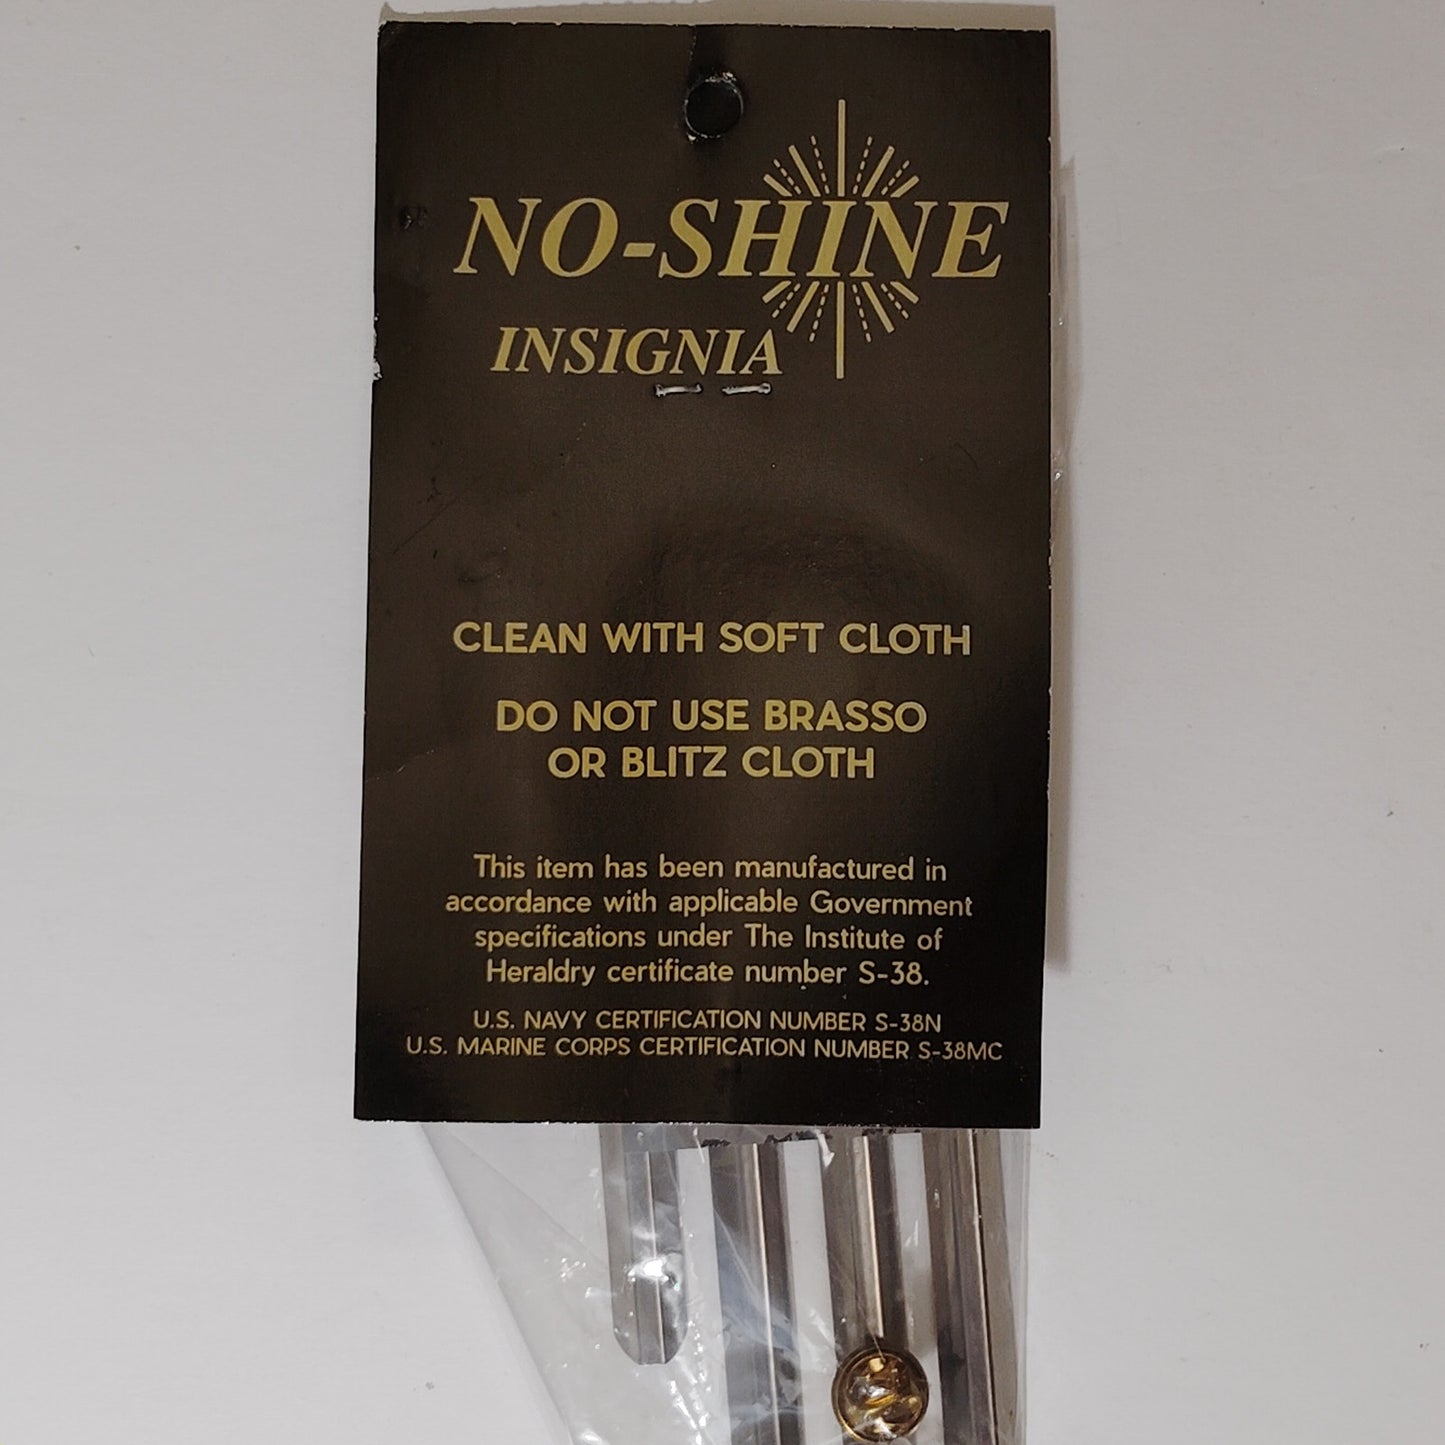 NO-SHINE
INSIGNIA
CLEAN WITH SOFT CLOTH
DO NOT USE BRASSO
OR BLITZ CLOTH
This item has been manufactured in
accordance with applicable Government
specifications under The Institute of
Heraldry certificate number S-38.
U.S. NAVY CERTIFICATION NUMBER S-38N
U.S. MARINE CORPS CERTIFICATION NUMBER S-38MC